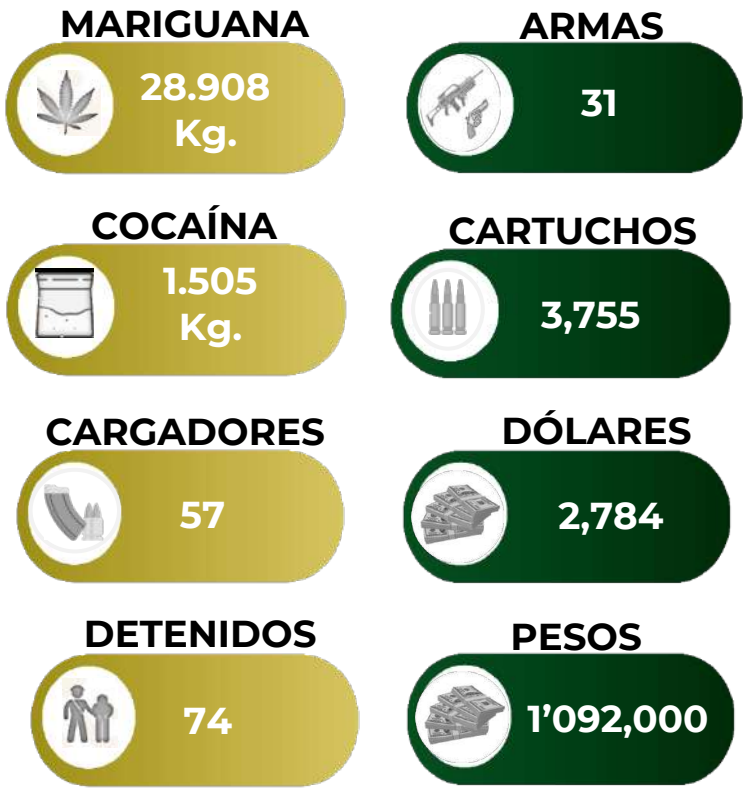 MARIGUANA
28.908
Kg.
ARMAS
31
COCAÍNA
1.505
Kg.
CARTUCHOS
3,755
CARGADORES
57
DÓLARES
2,784
DETENIDOS
74
PESOS
1’092,000